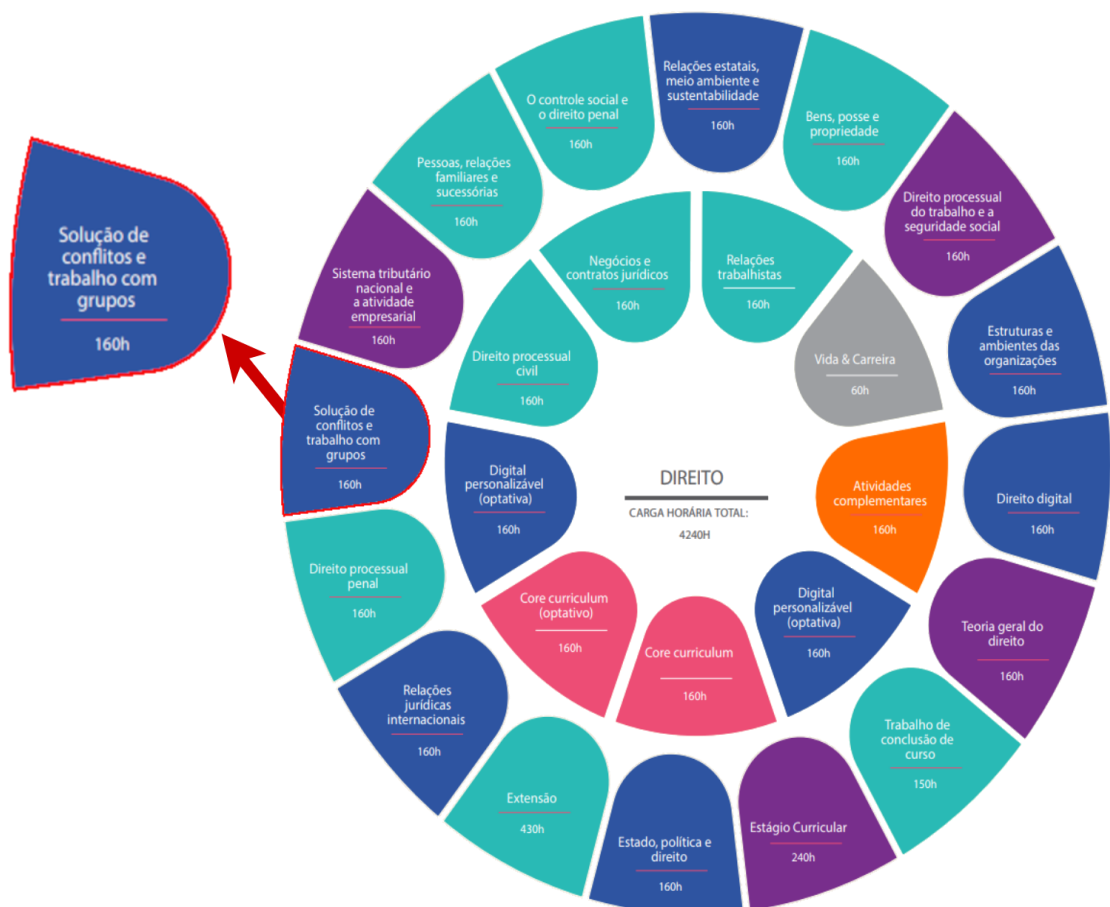 Solução de
conflitos e
trabalho com
grupos
160h
Relações estatais,
meio ambiente e
sustentabilidade
160h
Bens, posse e
propriedade
160h
Direito processual
do trabalho e a
seguridade social
160h
Estruturas e
ambientes das
organizações
160h
Direito digital
160h
Teoria geral do
direito
160h
Trabalho de
conclusão de
curso
150h
Estágio Curricular
240h
Estado, política e
direito
160h
Extensão
430h
Relações
jurídicas
internacionais
160h
Direito processual
penal
160h
Solução de
conflitos e
trabalho com
grupos
160h
Sistema tributário
nacional e
a atividade
empresarial
160h
Pessoas, relações
familiares e
sucessórias
160h
O controle social e
o direito penal
160h
Negócios e
contratos jurídicos
160h
Relações
trabalhistas
160h
Vida & Carreira
60h
Atividades
complementares
160h
Digital
personalizável
(optativa)
160h
Core curriculum
160h
Core curriculum
(optativo)
160h
Digital
personalizável
(optativa)
160h
Direito processual
civil
160h
DIREITO
CARGA HORÁRIA TOTAL:
4240H